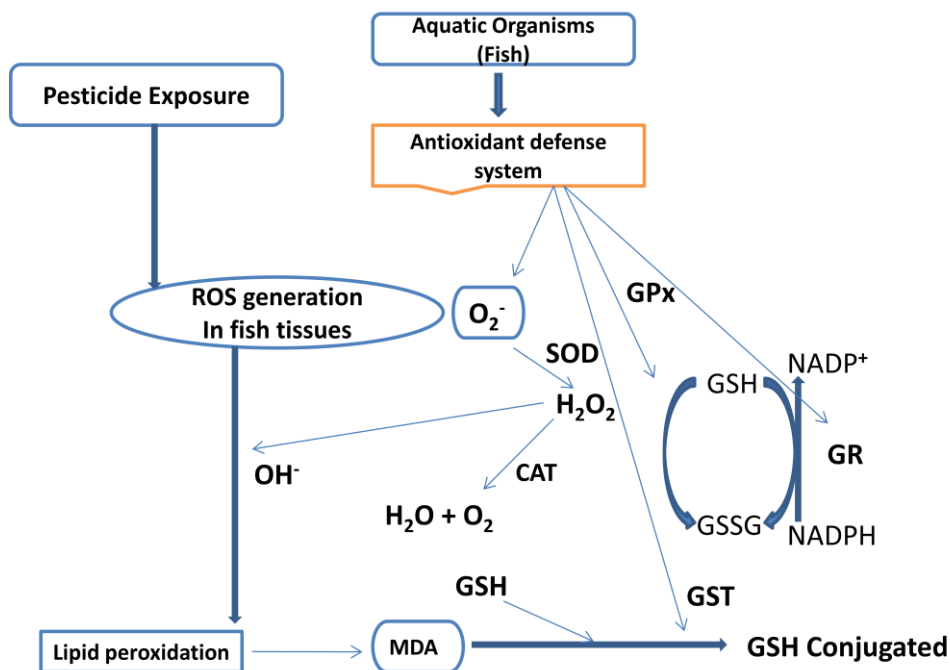 Aquatic Organisms
(Fish)
Pesticide Exposure
Antioxidant defense
system
ROS generation
In fish tissues
O₂⁻
GPx
SOD
NADP⁺
GSH
H₂O₂
GR
OH⁻
CAT
H₂O + O₂
GSSG
NADPH
GSH
GST
Lipid peroxidation
MDA
GSH Conjugated